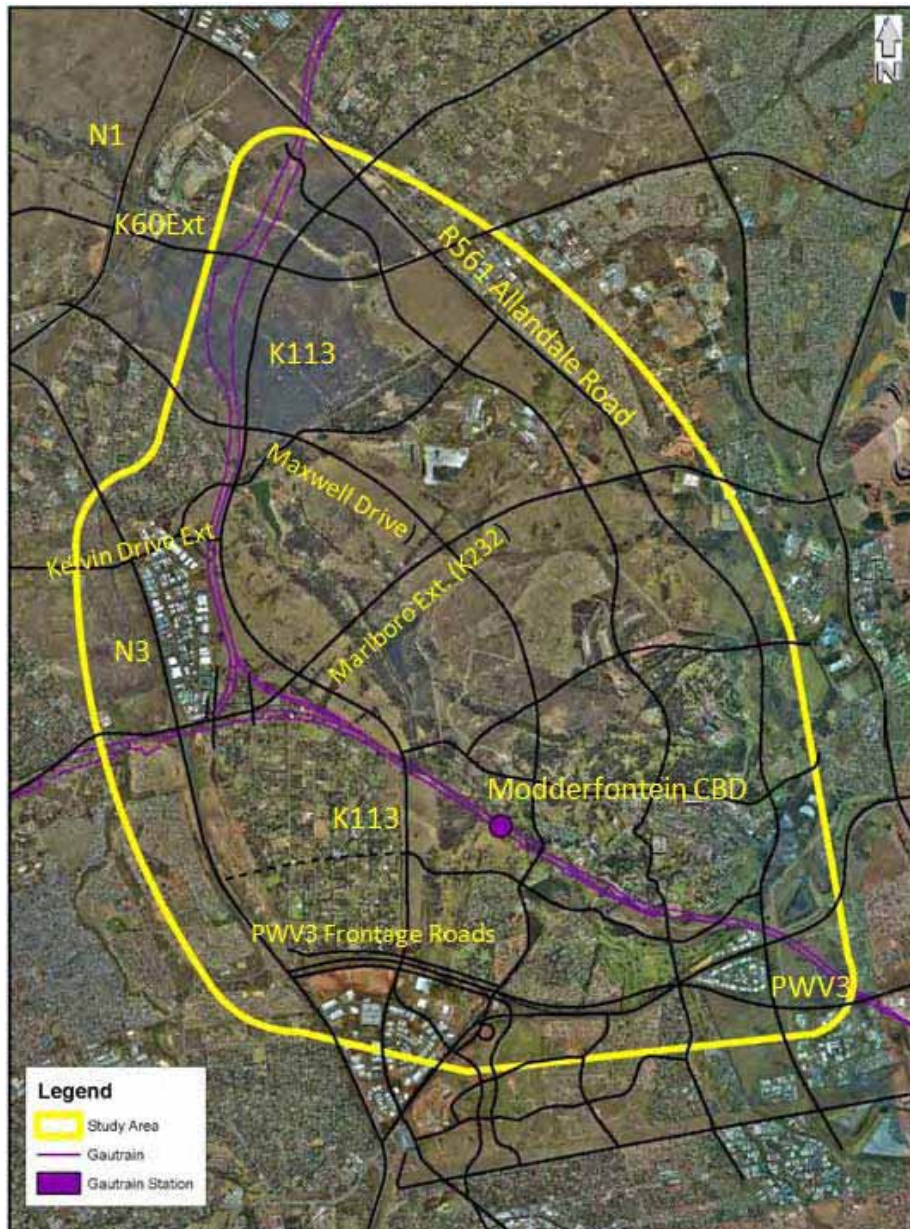 N
N1
K60Ext
R561 Allandale Road
K113
Maxwell Drive
Kelvin Drive Ext
Marlboro Ext. (K232)
N3
Modderfontein CBD
K113
PWV3 Frontage Roads
PWV3
Legend
Study Area
Gautrain
Gautrain Station